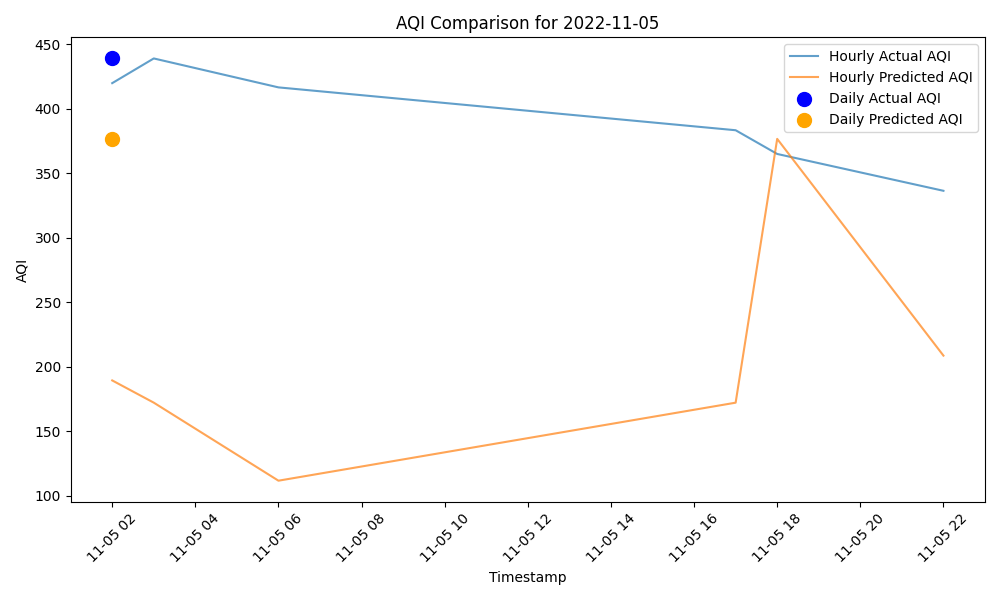 AQI Comparison for 2022-11-05
Hourly Actual AQI
Hourly Predicted AQI
Daily Actual AQI
Daily Predicted AQI
AQI
450
400
350
300
250
200
150
100
11-05 02
11-05 04
11-05 06
11-05 08
11-05 10
11-05 12
11-05 14
11-05 16
11-05 18
11-05 20
11-05 22
Timestamp